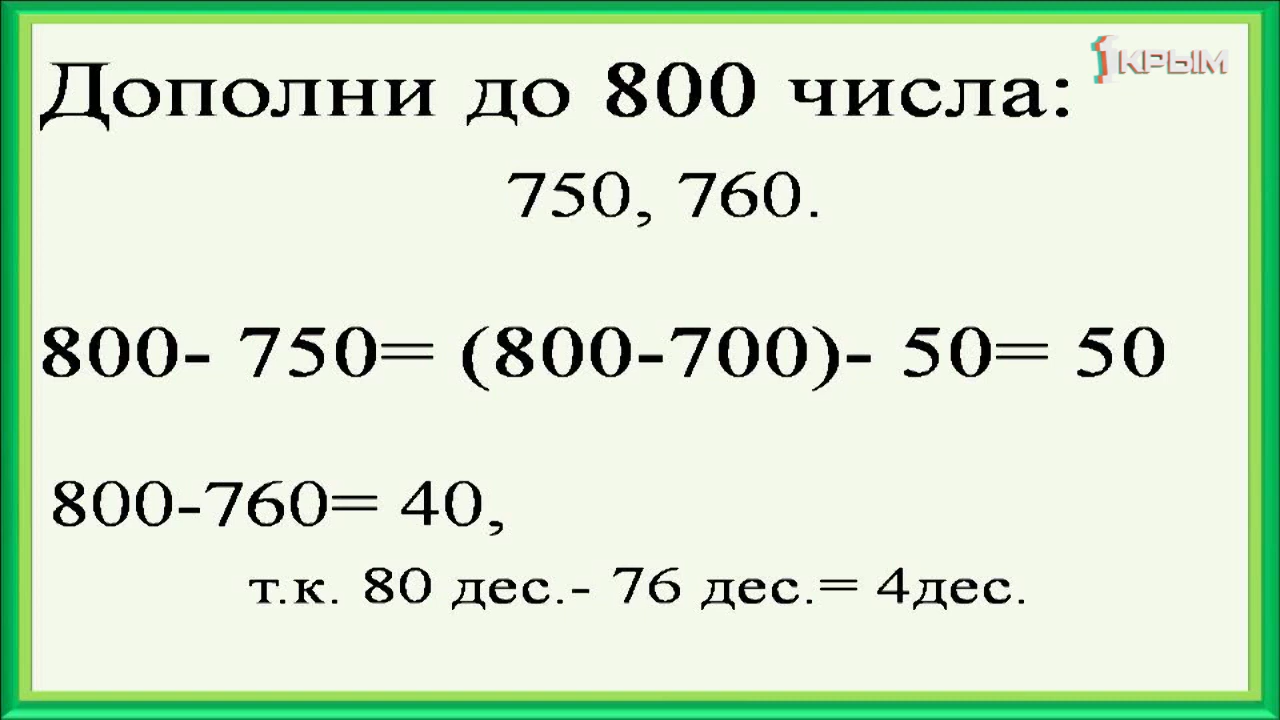 Дополни до 800 числа:
1КРЫМ
750, 760.
800- 750= (800-700)- 50= 50
800-760= 40,
т.к. 80 дес.- 76 дес.= 4дес.